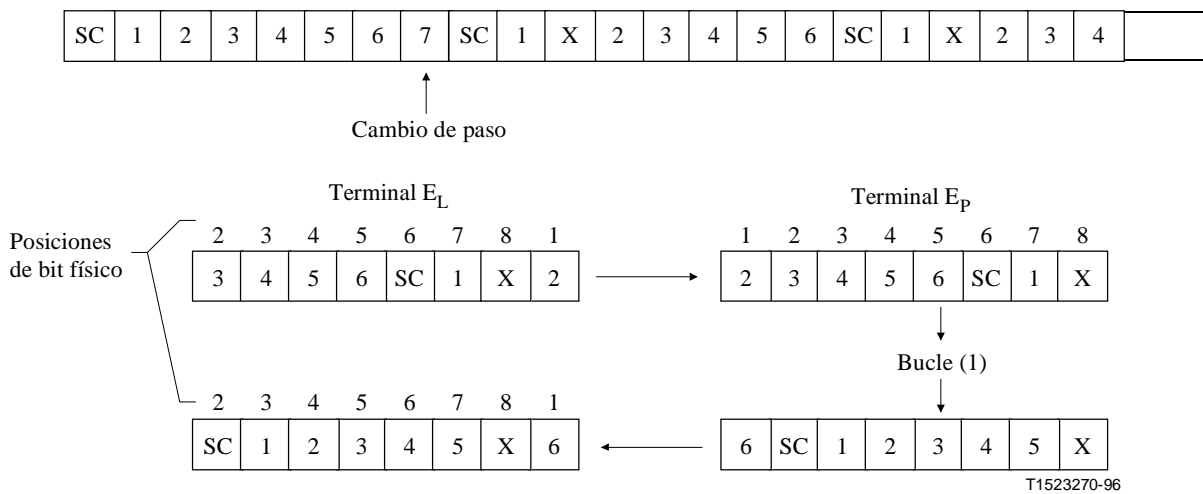 SC 1 2 3 4 5 6 7 SC 1 X 2 3 4 5 6 SC 1 X 2 3 4
Cambio de paso
Terminal EL
Terminal EP
Posiciones
de bit físico
2 3 4 5 6 7 8 1
3 4 5 6 SC 1 X 2
1 2 3 4 5 6 7 8
2 3 4 5 6 SC 1 X
Bucle (1)
2 3 4 5 6 7 8 1
SC 1 2 3 4 5 X 6
6 SC 1 2 3 4 5 X
T1523270-96